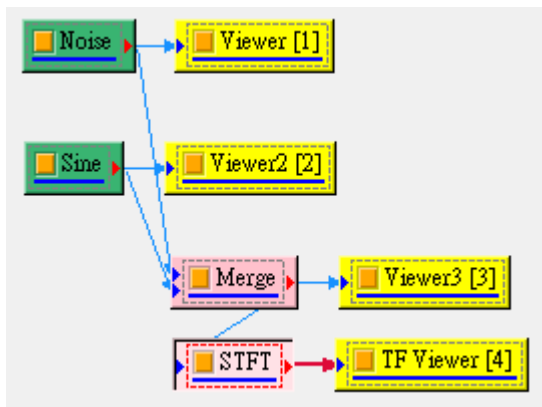 Noise
Viewer [1]
Sine
Viewer2 [2]
Merge
Viewer3 [3]
STFT
TF Viewer [4]